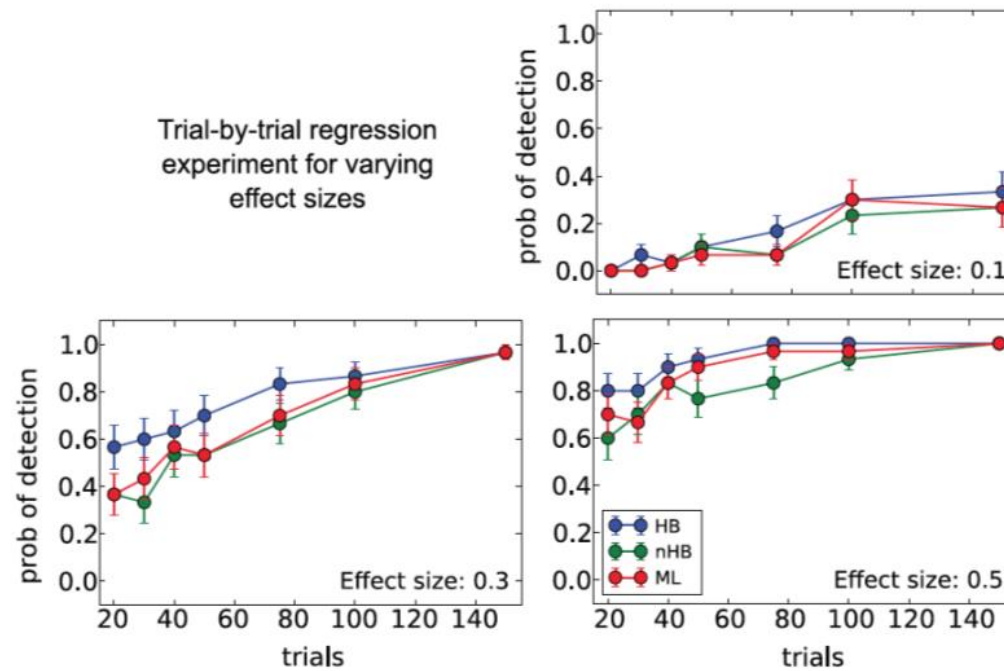 Trial-by-trial regression
experiment for varying
effect sizes
prob of detection
1.0
0.8
0.6
0.4
0.2
0.0
Effect size: 0.1
prob of detection
1.0
0.8
0.6
0.4
0.2
0.0
Effect size: 0.3
20 40 60 80 100 120 140
trials
1.0
0.8
0.6
0.4
0.2
0.0
HB
nHB
ML
Effect size: 0.5
20 40 60 80 100 120 140
trials